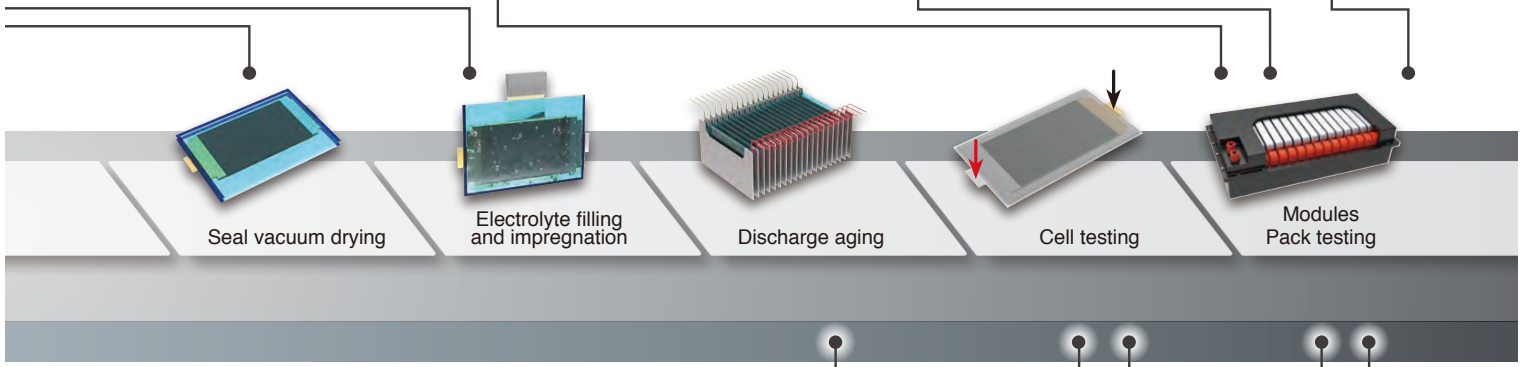 Seal vacuum drying
Electrolyte filling
and impregnation
Discharge aging
Cell testing
Modules
Pack testing